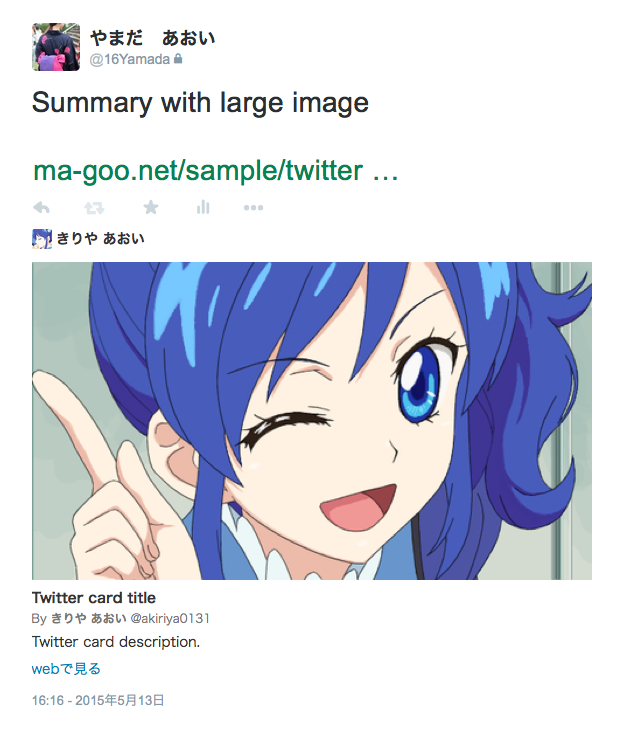 やまだ　あおい
@16Yamada
Summary with large image
ma-goo.net/sample/twitter …
きりや あおい
Twitter card title
By きりや あおい @akiriya0131
Twitter card description.
webで見る
16:16 - 2015年5月13日